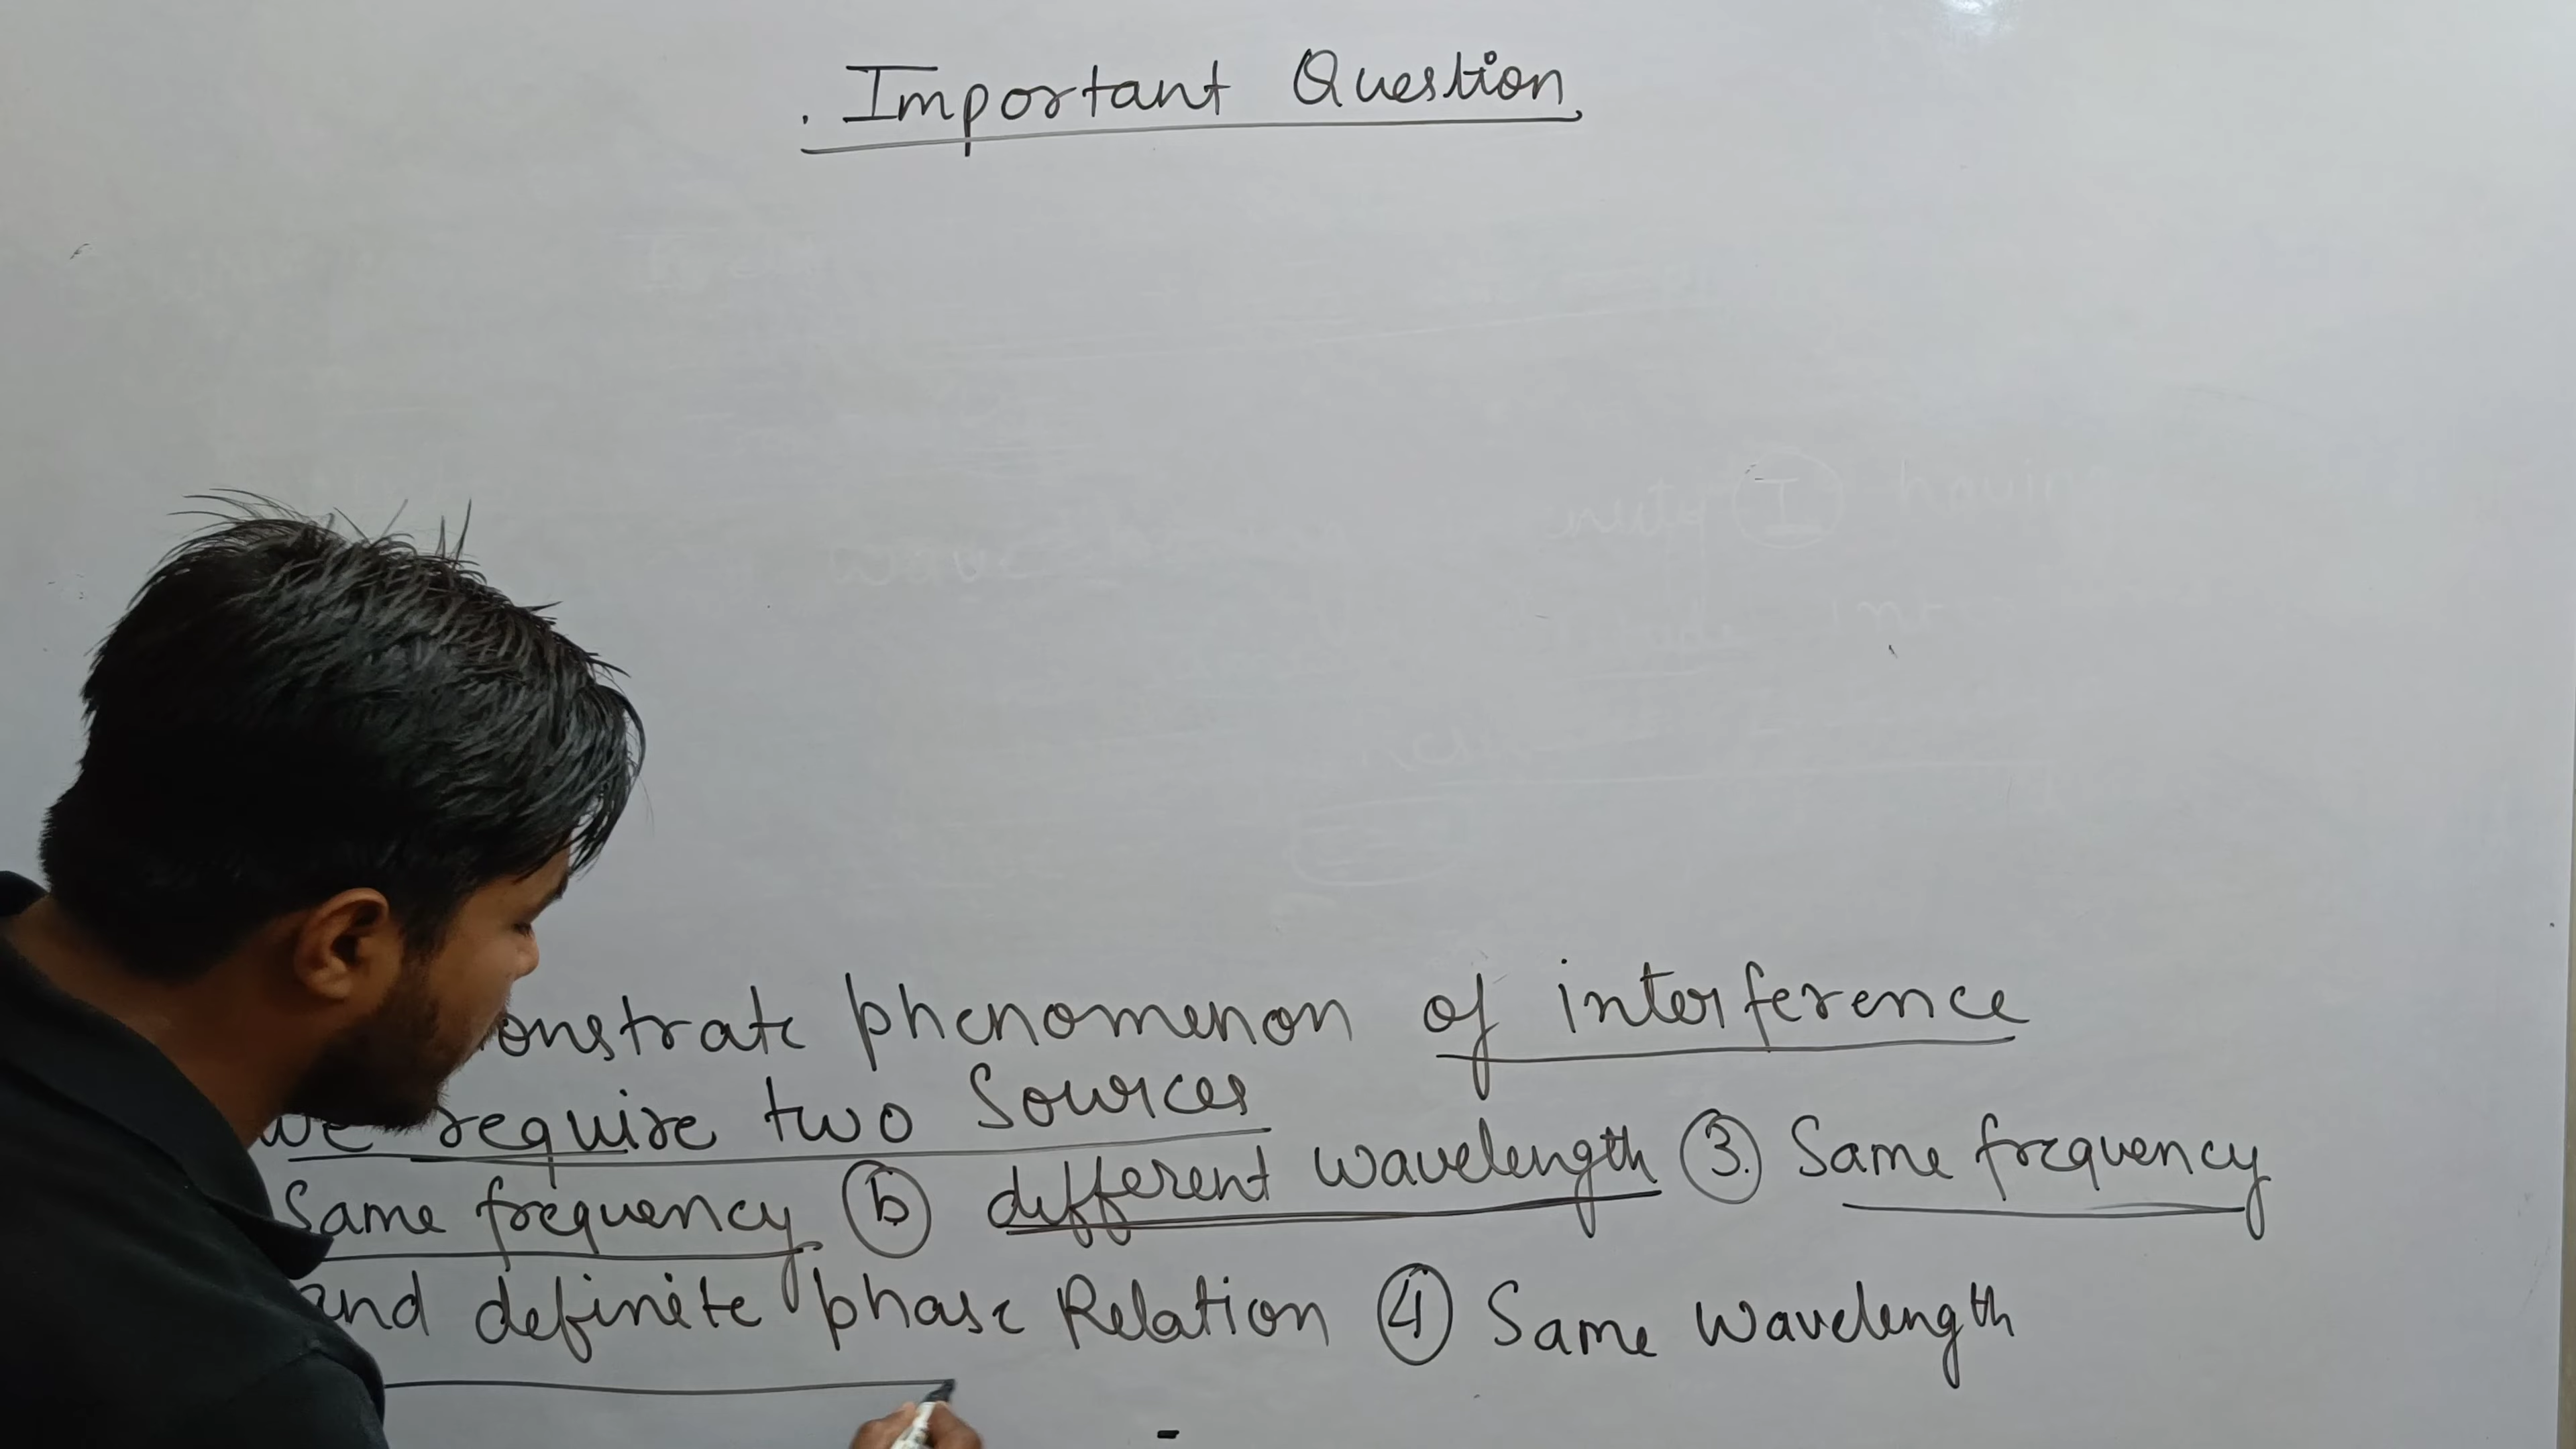 . Important Question
onstrate phenomenon of interference
we require two Sources
Same frequency (b) different wavelength (3.) Same frequency
and definite phase Relation (4) Same wavelength